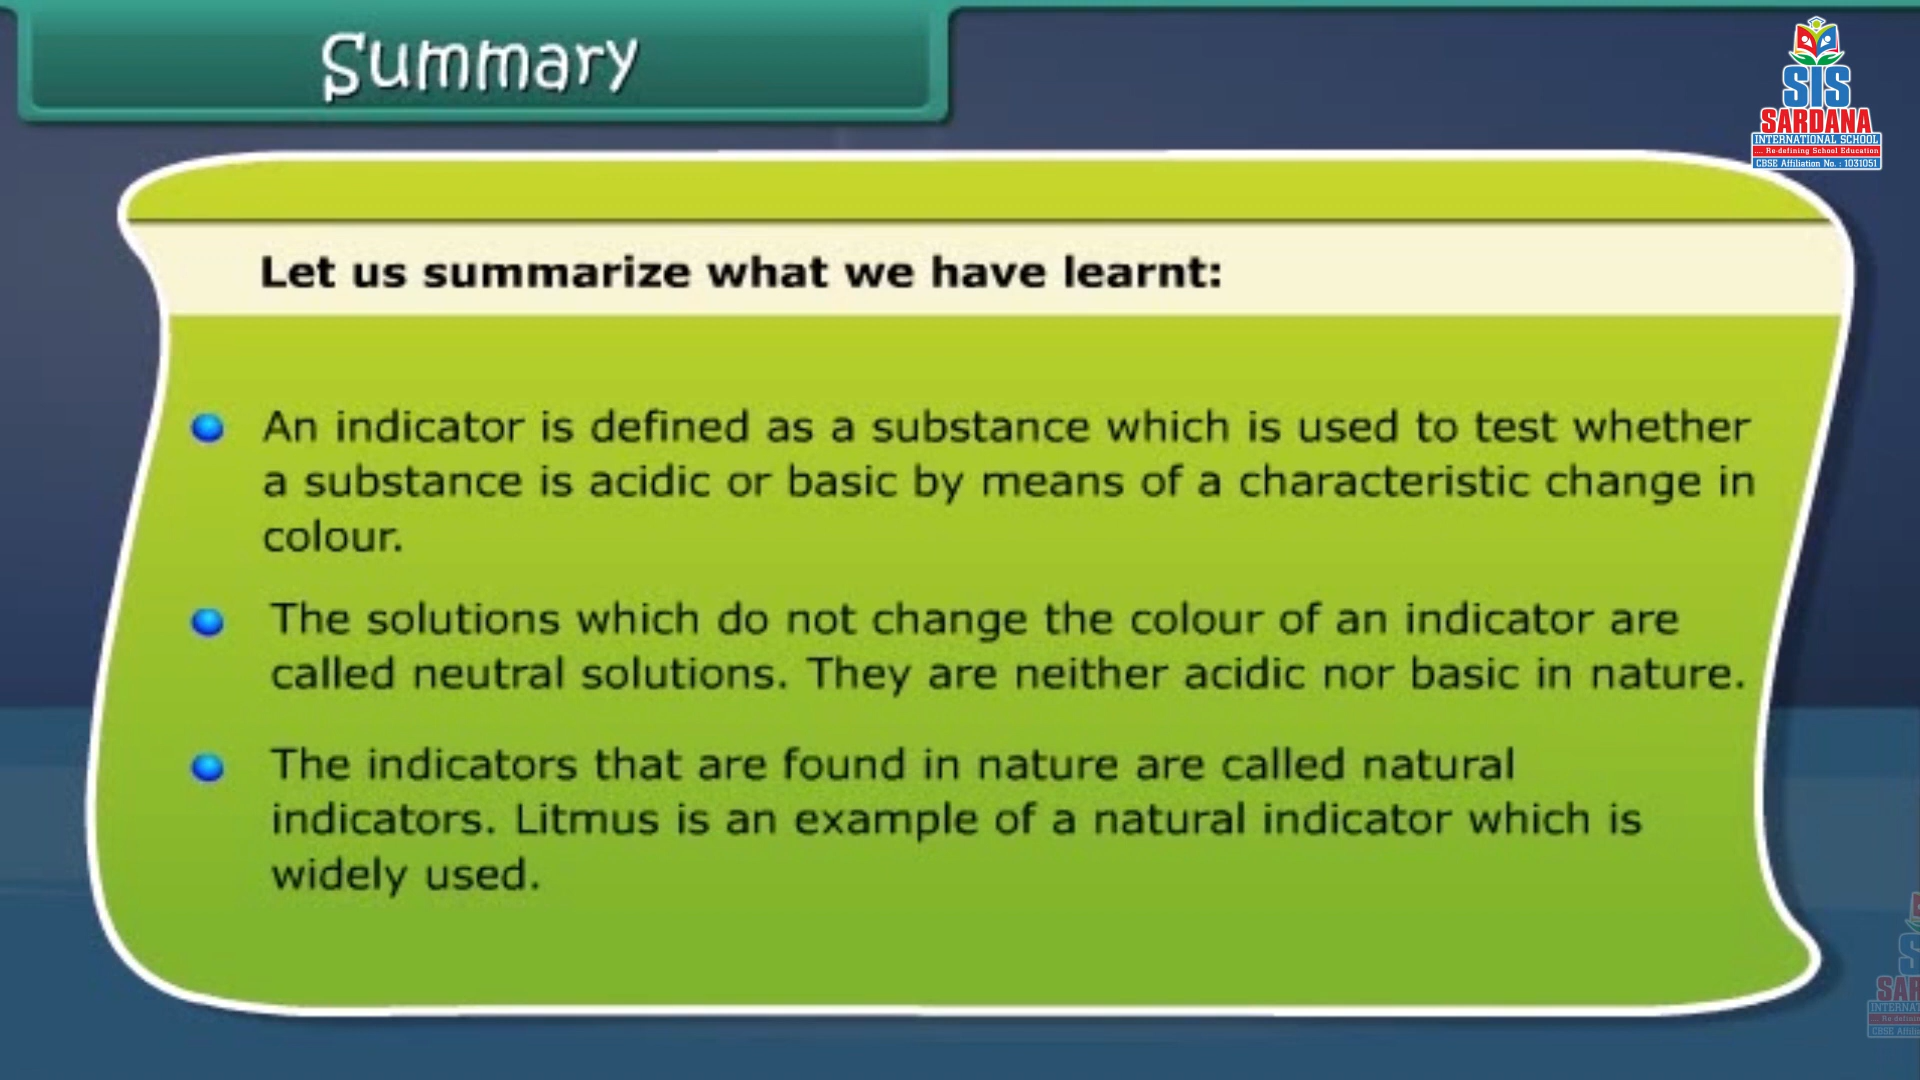 Summary
SIS
SARDANA
INTERNATIONAL SCHOOL
.... Re-defining School Education
CBSE Affiliation No. : 1031051
Let us summarize what we have learnt:
An indicator is defined as a substance which is used to test whether
a substance is acidic or basic by means of a characteristic change in
colour.
The solutions which do not change the colour of an indicator are
called neutral solutions. They are neither acidic nor basic in nature.
The indicators that are found in nature are called natural
indicators. Litmus is an example of a natural indicator which is
widely used.